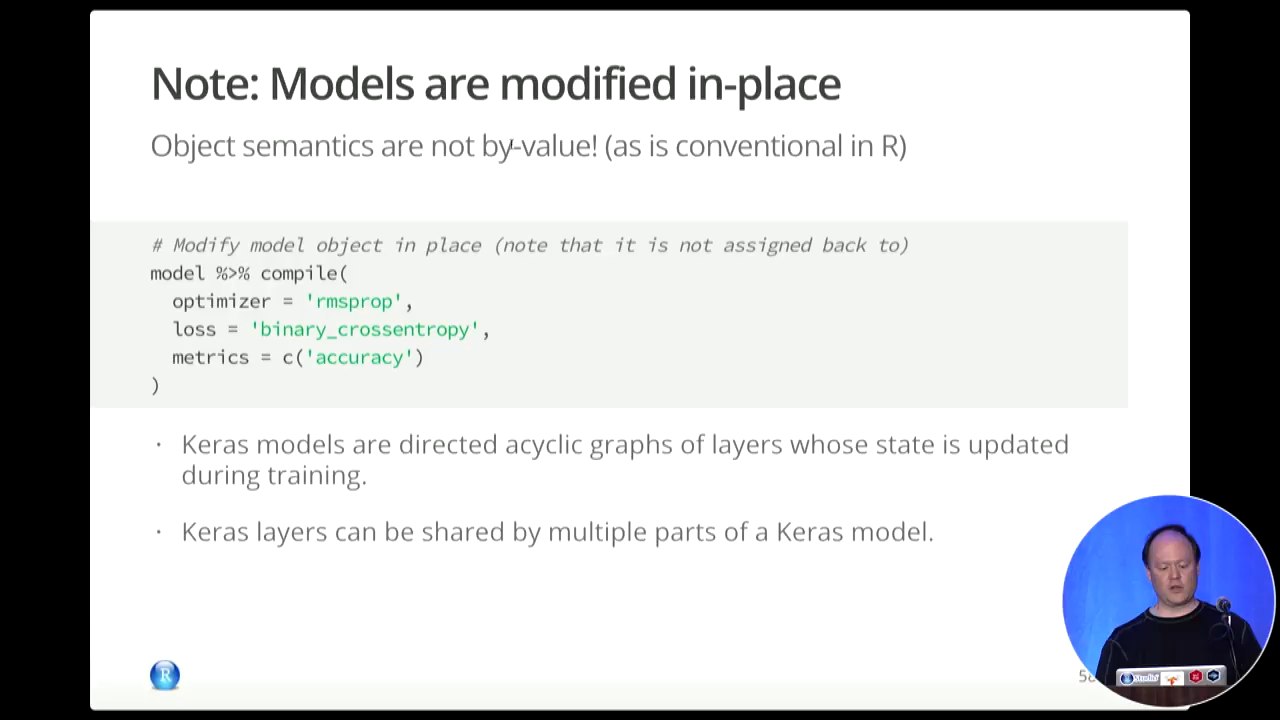 Note: Models are modified in-place
Object semantics are not by-value! (as is conventional in R)
# Modify model object in place (note that it is not assigned back to)
model %>% compile(
optimizer = 'rmsprop',
loss = 'binary_crossentropy',
metrics = c('accuracy')
)
· Keras models are directed acyclic graphs of layers whose state is updated
during training.
· Keras layers can be shared by multiple parts of a Keras model.
R
Studio